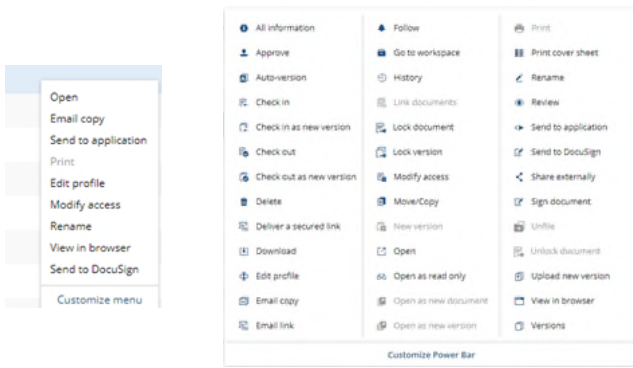 Open
Email copy
Send to application
Print
Edit profile
Modify access
Rename
View in browser
Send to DocuSign
Customize menu
All information
Approve
Auto-version
Check in
Check in as new version
Check out
Check out as new version
Delete
Deliver a secured link
Download
Edit profile
Email copy
Email link
Follow
Go to workspace
History
Link documents
Lock document
Lock version
Modify access
Move/Copy
New version
Open
Open as read only
Open as new document
Open as new version
Print
Print cover sheet
Rename
Review
Send to application
Send to DocuSign
Share externally
Sign document
Unfile
Unlock document
Upload new version
View in browser
Versions
Customize Power Bar